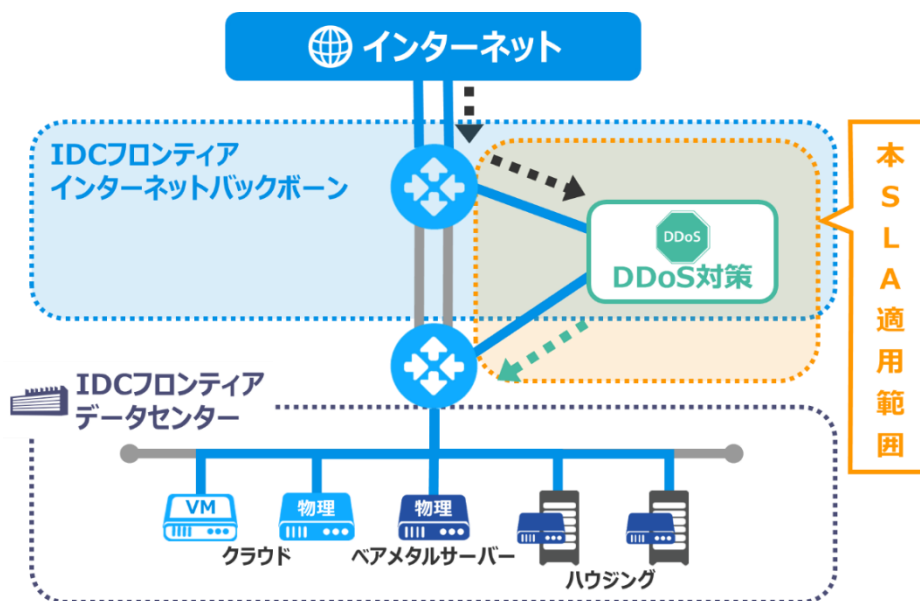 インターネット
IDCフロンティア
インターネットバックボーン
本SLA適用範囲
DDoS
DDoS対策
IDCフロンティア
データセンター
VM
物理
物理
クラウド
ベアメタルサーバー
ハウジング